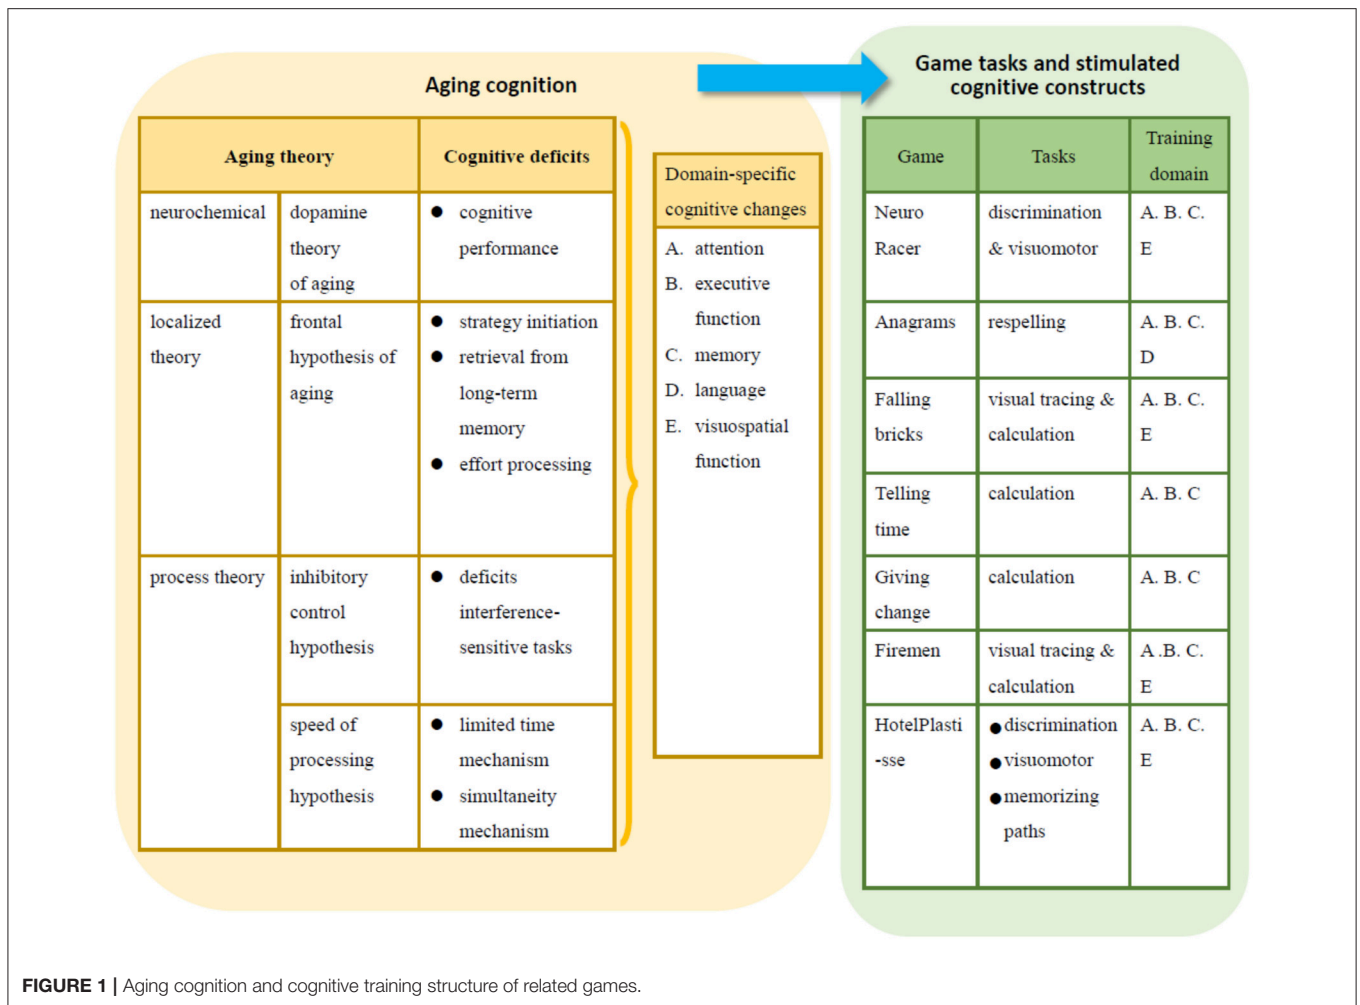 Aging cognition
Aging theory
Cognitive deficits
neurochemical
dopamine
theory
of aging
● cognitive
performance
localized
theory
frontal
hypothesis of
aging
● strategy initiation
● retrieval from
long-term
memory
● effort processing
process theory
inhibitory
control
hypothesis
● deficits
interference-
sensitive tasks
speed of
processing
hypothesis
● limited time
mechanism
● simultaneity
mechanism
Domain-specific
cognitive changes
A. attention
B. executive
function
C. memory
D. language
E. visuospatial
function
Game tasks and stimulated
cognitive constructs
Game
Tasks
Training
domain
Neuro
Racer
discrimination
& visuomotor
A. B. C.
E
Anagrams
respelling
A. B. C.
D
Falling
bricks
visual tracing &
calculation
A. B. C.
E
Telling
time
calculation
A. B. C
Giving
change
calculation
A. B. C
Firemen
visual tracing &
calculation
A .B. C.
E
HotelPlasti
-sse
● discrimination
● visuomotor
● memorizing
paths
A. B. C.
E
FIGURE 1 | Aging cognition and cognitive training structure of related games.